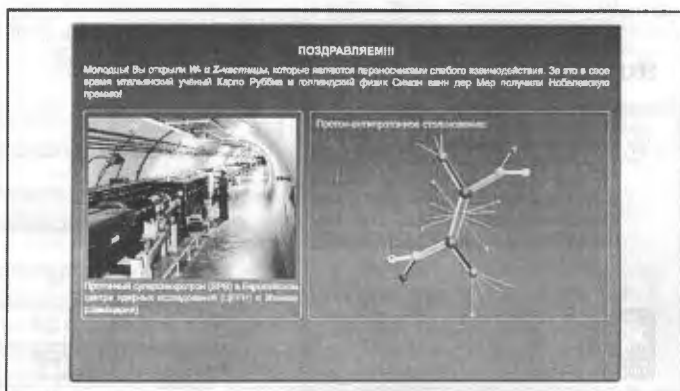 ПОЗДРАВЛЯЕМ!!!
Молодцы! Вы открыли W- и Z-частицы, которые являются переносчиками слабого взаимодействия. За это в свое
время итальянский учёный Карло Руббиа и голландский физик Симон ванн дер Мер получили Нобелевскую
премию!
Протон-антипротонное столкновение:
Протонный суперсинхротрон (SPS) в Европейском
центре ядерных исследований (ЦЕРН) в Женеве
(Швейцария)